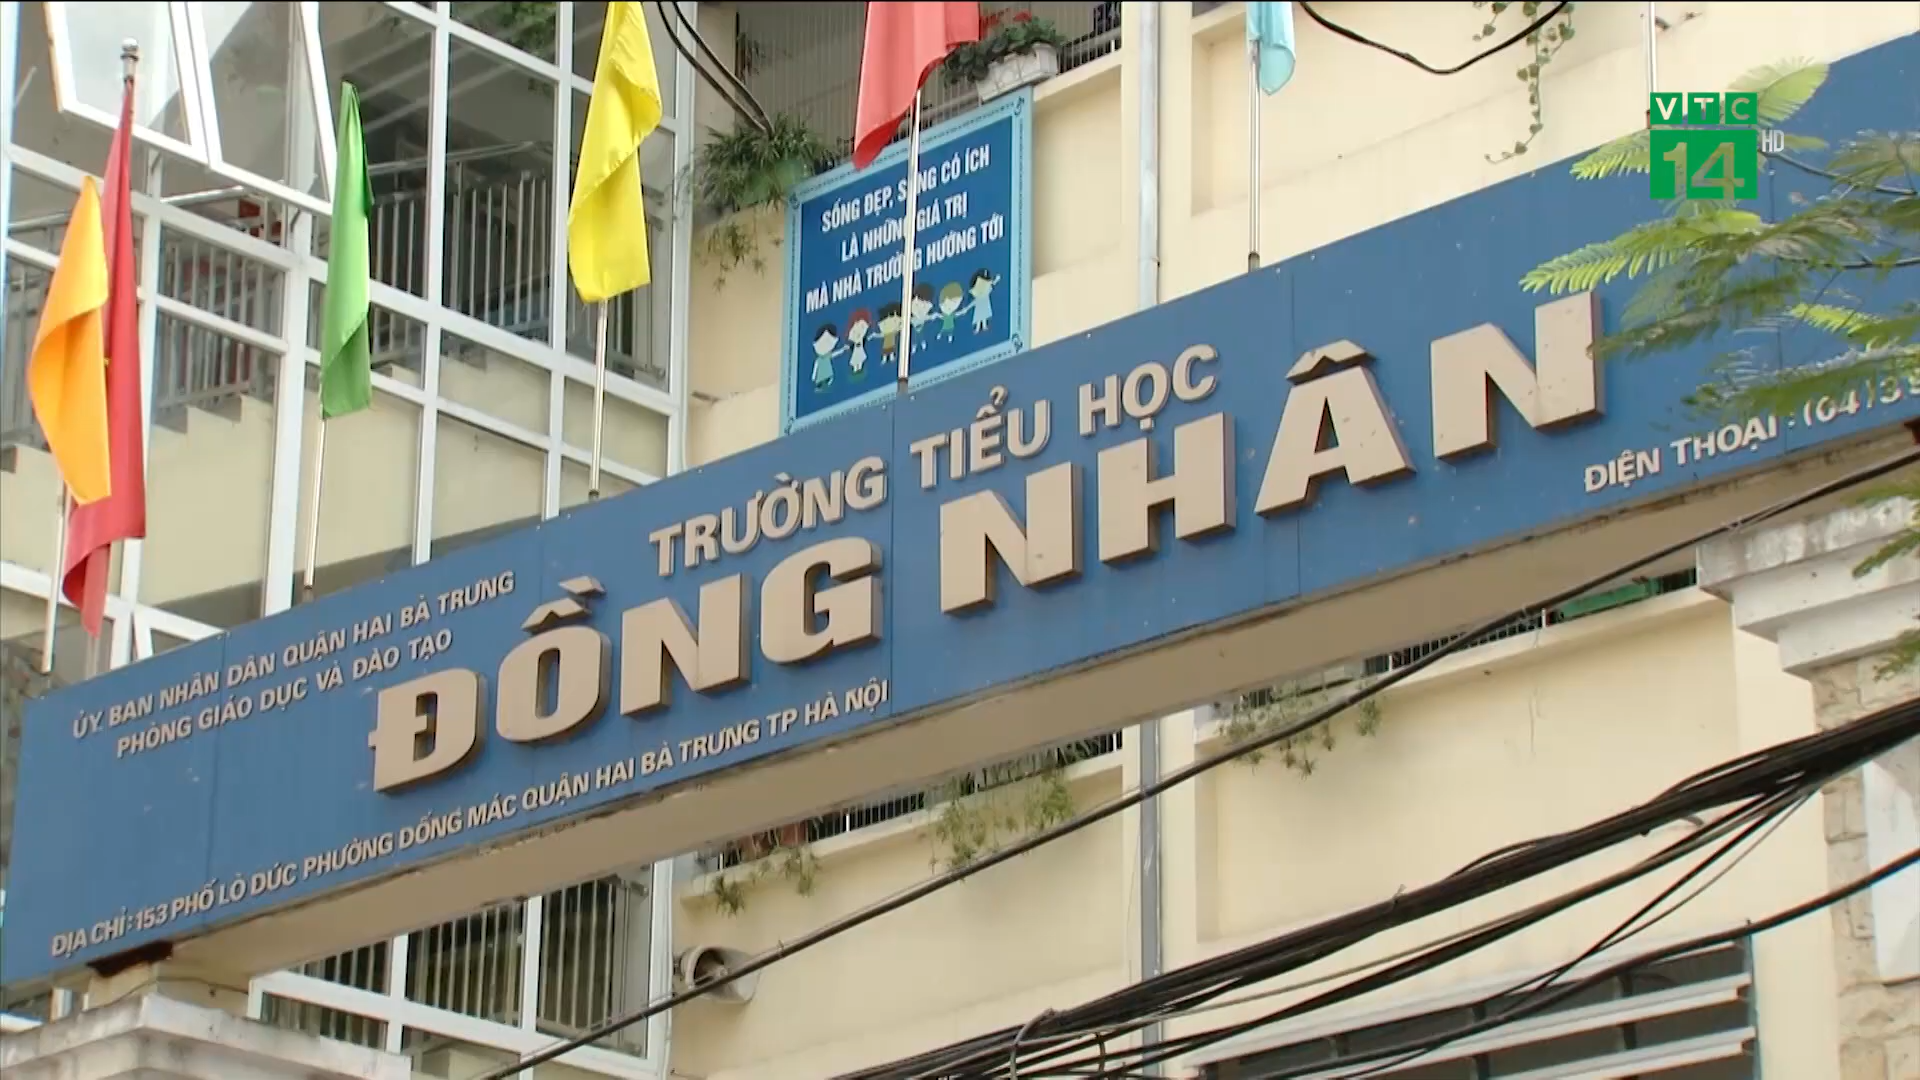 VTC
14 HD
SỐNG ĐẸP, SỐNG CÓ ÍCH
LÀ NHỮNG GIÁ TRỊ
MÀ NHÀ TRƯỜNG HƯỚNG TỚI
ỦY BAN NHÂN DÂN QUẬN HAI BÀ TRƯNG
PHÒNG GIÁO DỤC VÀ ĐÀO TẠO
TRƯỜNG TIỂU HỌC
ĐỒNG NHÂN
ĐỊA CHỈ: 153 PHỐ LÒ ĐÚC PHƯỜNG ĐỐNG MÁC QUẬN HAI BÀ TRƯNG TP HÀ NỘI
ĐIỆN THOẠI : (04)39